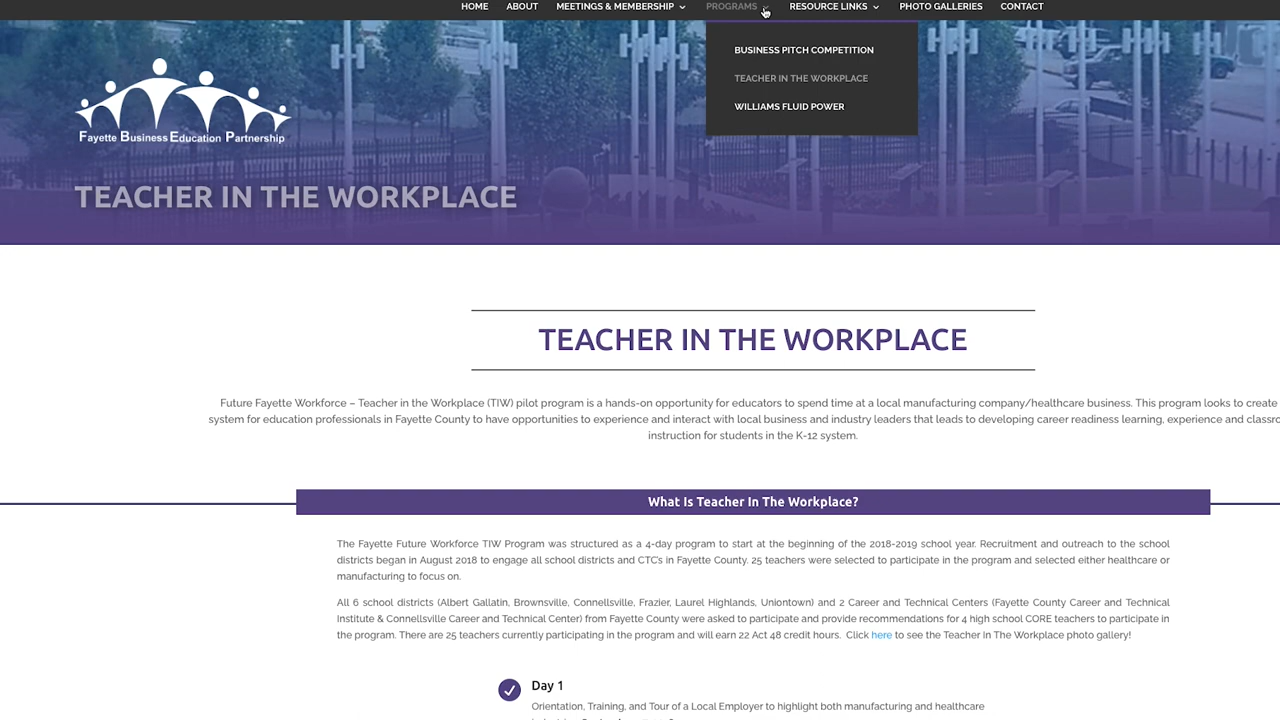 HOME ABOUT MEETINGS & MEMBERSHIP PROGRAMS RESOURCE LINKS PHOTO GALLERIES CONTACT
BUSINESS PITCH COMPETITION
TEACHER IN THE WORKPLACE
WILLIAMS FLUID POWER
Fayette Business Education Partnership
TEACHER IN THE WORKPLACE
TEACHER IN THE WORKPLACE
Future Fayette Workforce – Teacher in the Workplace (TIW) pilot program is a hands-on opportunity for educators to spend time at a local manufacturing company/healthcare business. This program looks to create
system for education professionals in Fayette County to have opportunities to experience and interact with local business and industry leaders that leads to developing career readiness learning, experience and classro
instruction for students in the K-12 system.
What Is Teacher In The Workplace?
The Fayette Future Workforce TIW Program was structured as a 4-day program to start at the beginning of the 2018-2019 school year. Recruitment and outreach to the school
districts began in August 2018 to engage all school districts and CTC's in Fayette County. 25 teachers were selected to participate in the program and selected either healthcare or
manufacturing to focus on.
All 6 school districts (Albert Gallatin, Brownsville, Connellsville, Frazier, Laurel Highlands, Uniontown) and 2 Career and Technical Centers (Fayette County Career and Technical
Institute & Connellsville Career and Technical Center) from Fayette County were asked to participate and provide recommendations for 4 high school CORE teachers to participate in
the program. There are 25 teachers currently participating in the program and will earn 22 Act 48 credit hours. Click here to see the Teacher In The Workplace photo gallery!
Day 1
Orientation, Training, and Tour of a Local Employer to highlight both manufacturing and healthcare